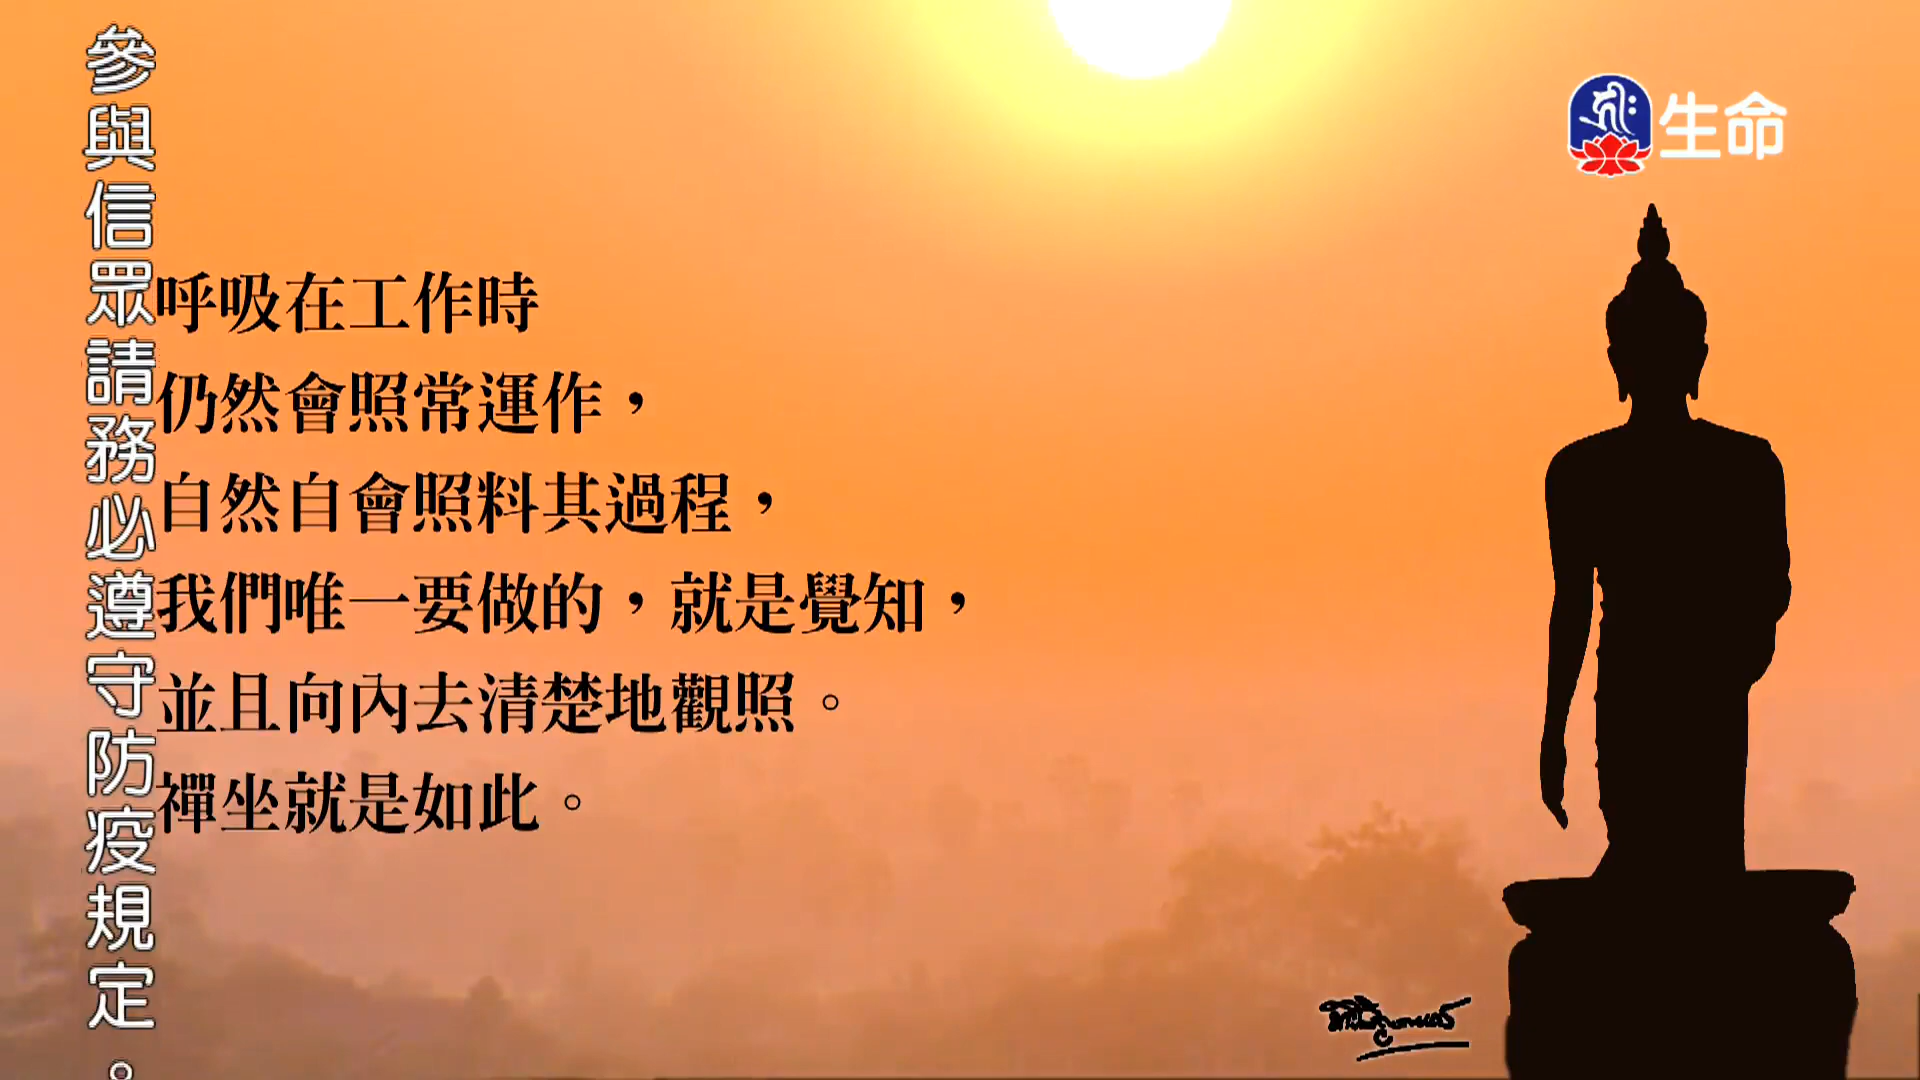 參與信眾請務必遵守防疫規定。
生命
呼吸在工作時
仍然會照常運作，
自然自會照料其過程，
我們唯一要做的，就是覺知，
並且向內去清楚地觀照。
禪坐就是如此。